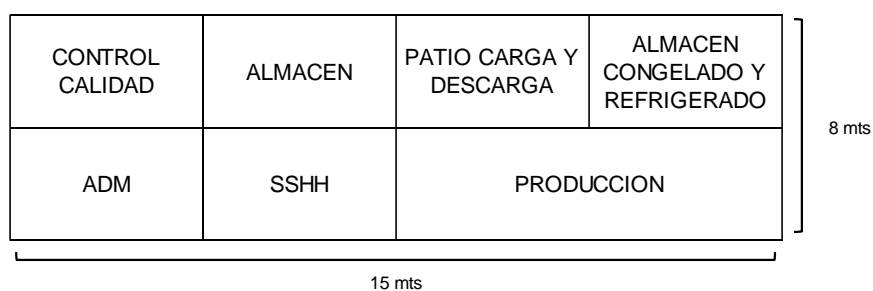 CONTROL
CALIDAD
ALMACEN
PATIO CARGA Y
DESCARGA
ALMACEN
CONGELADO Y
REFRIGERADO
8 mts
ADM
SSHH
PRODUCCION
15 mts